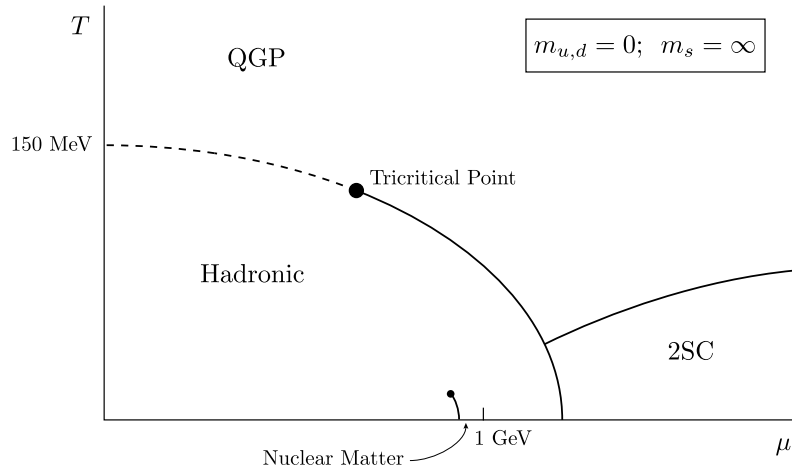 T
QGP
m_{u,d} = 0;  m_s = ∞
150 MeV
Tricritical Point
Hadronic
2SC
1 GeV
μ
Nuclear Matter